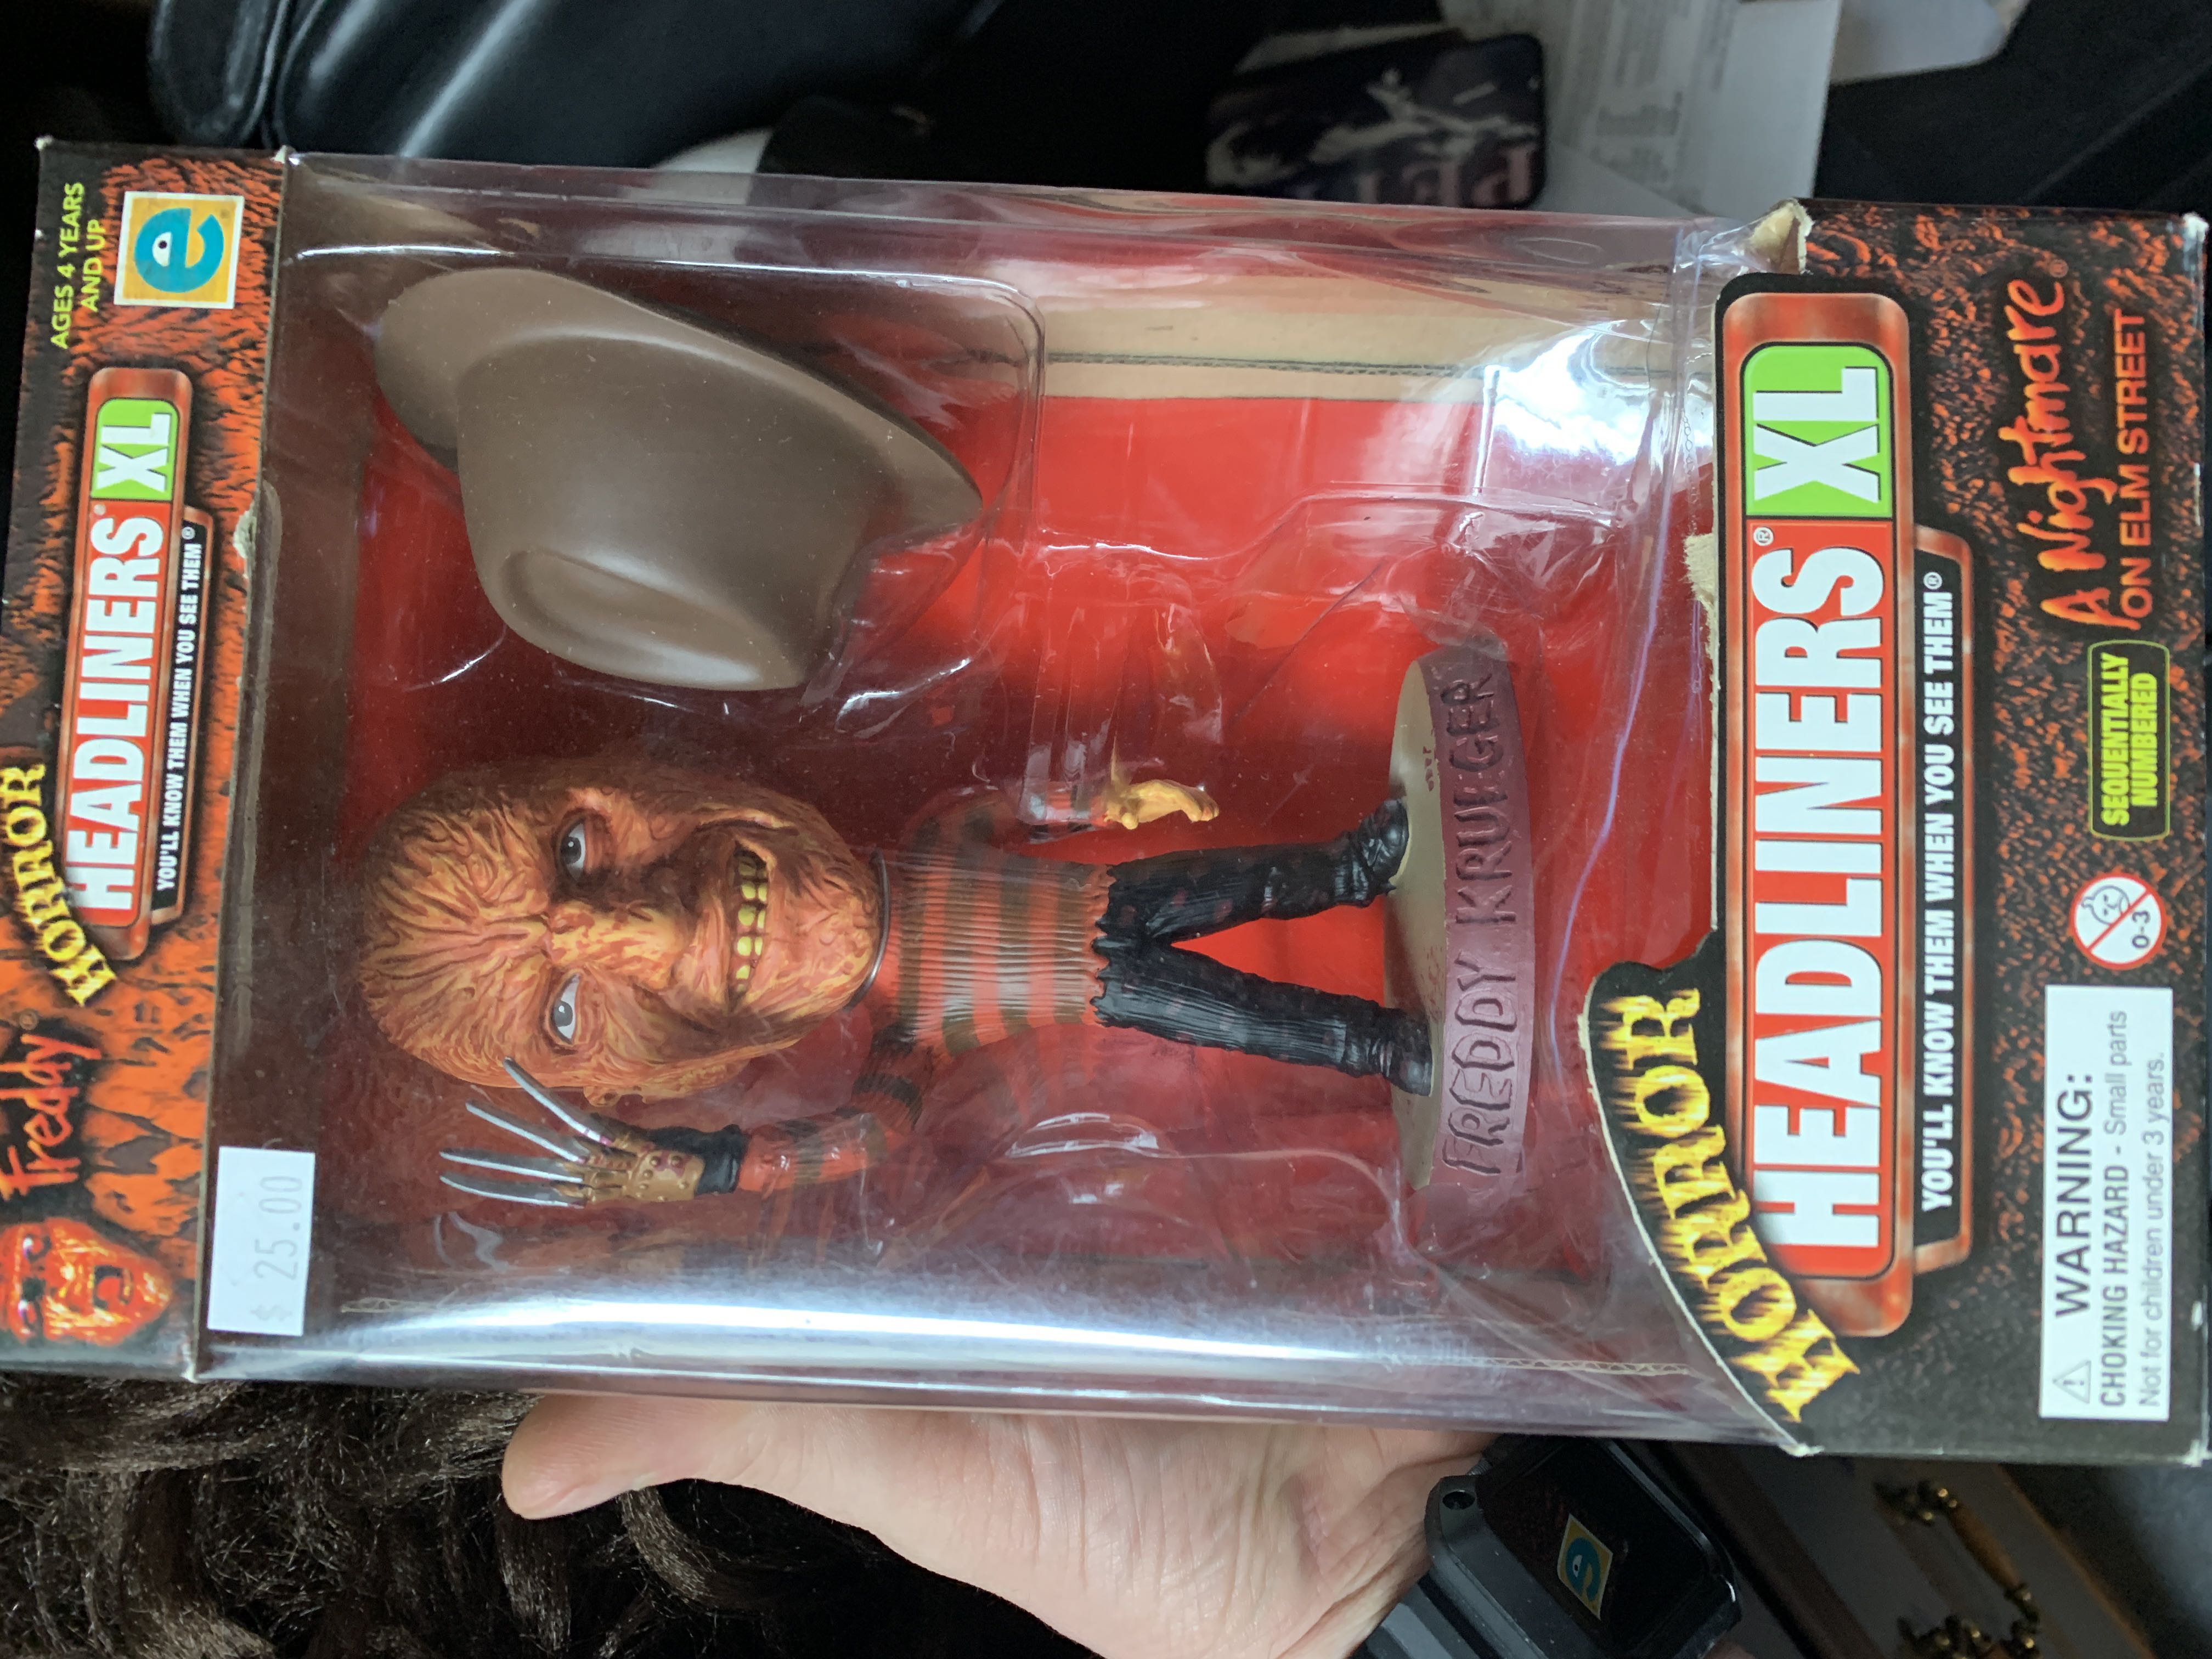 AGES 4 YEARS
AND UP
e®
Freddy®
HORROR
HEADLINERS® XL
YOU'LL KNOW THEM WHEN YOU SEE THEM®
$ 25.00
FREDDY KRUEGER
HORROR
HEADLINERS® XL
YOU'LL KNOW THEM WHEN YOU SEE THEM®
A Nightmare®
ON ELM STREET
SEQUENTIALLY
NUMBERED
0-3
⚠ WARNING:
CHOKING HAZARD - Small parts
Not for children under 3 years.